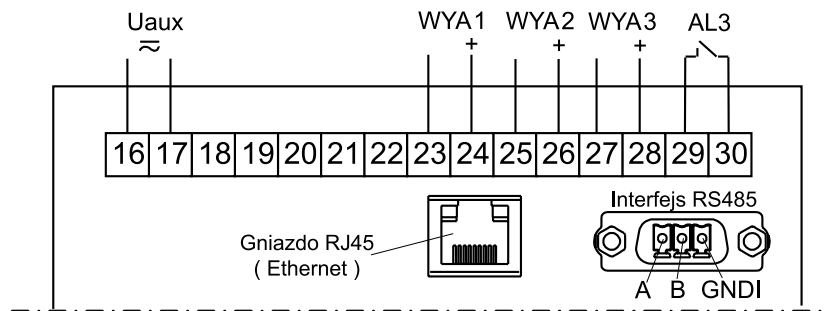 Uaux WYA1 WYA2 WYA3 AL3
+ + +
16 17 18 19 20 21 22 23 24 25 26 27 28 29 30
Interfejs RS485
Gniazdo RJ45
( Ethernet )
A B GNDI